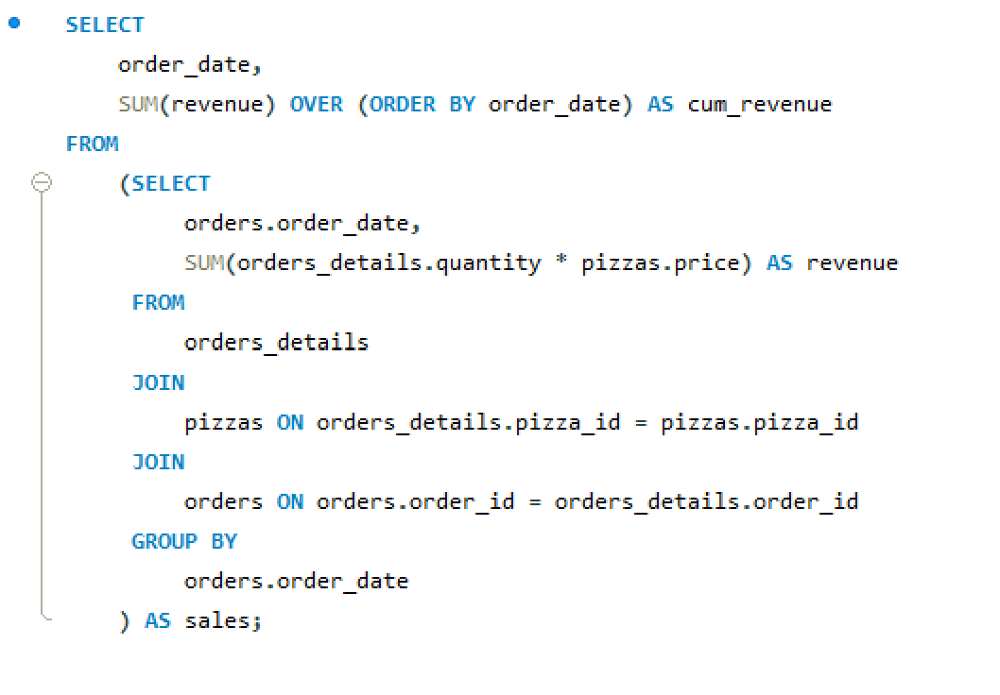 SELECT
    order_date,
    SUM(revenue) OVER (ORDER BY order_date) AS cum_revenue
FROM
    (SELECT
         orders.order_date,
         SUM(orders_details.quantity * pizzas.price) AS revenue
     FROM
         orders_details
     JOIN
         pizzas ON orders_details.pizza_id = pizzas.pizza_id
     JOIN
         orders ON orders.order_id = orders_details.order_id
     GROUP BY
         orders.order_date
    ) AS sales;